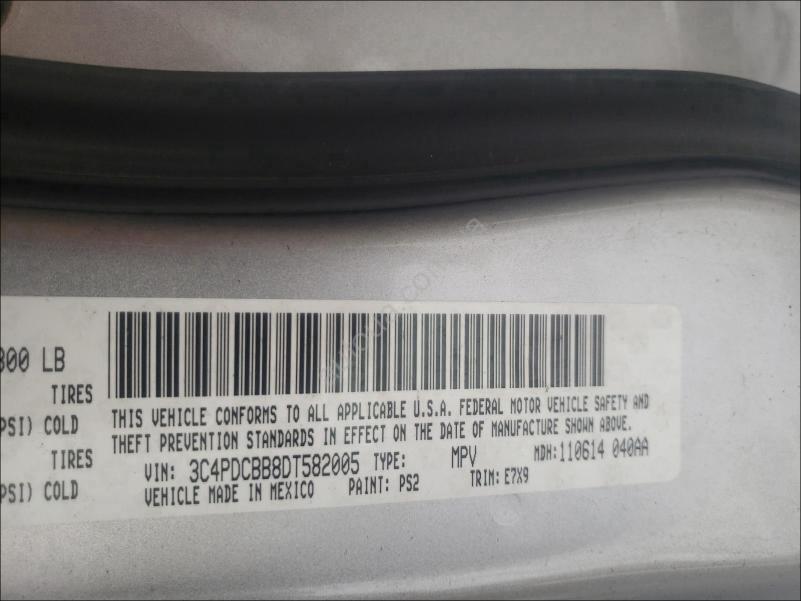 300 LB
TIRES
PSI) COLD
TIRES
PSI) COLD
THIS VEHICLE CONFORMS TO ALL APPLICABLE U.S.A. FEDERAL MOTOR VEHICLE SAFETY AND
THEFT PREVENTION STANDARDS IN EFFECT ON THE DATE OF MANUFACTURE SHOWN ABOVE.
VIN: 3C4PDCBB8DT582005 TYPE: MPV MDH:110614 040AA
VEHICLE MADE IN MEXICO PAINT: PS2 TRIM: E7X9